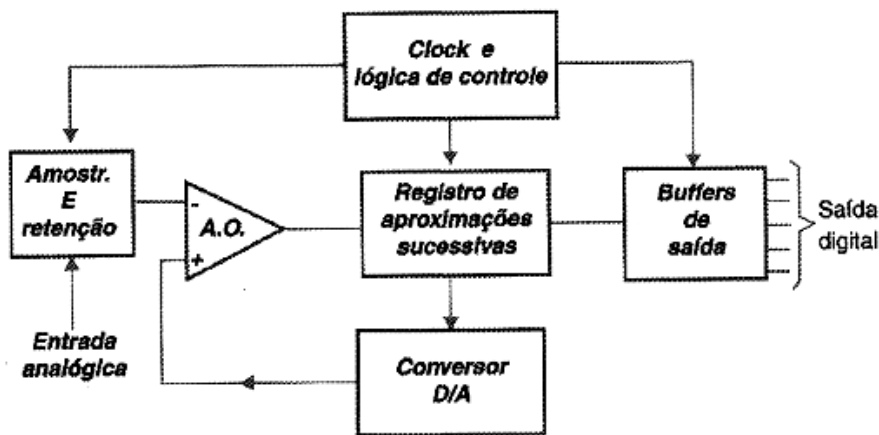 Clock e
lógica de controle
Amostr.
E
retenção
-
A.O.
+
Registro de
aproximações
sucessivas
Buffers
de
saída
Saída
digital
Entrada
analógica
Conversor
D/A